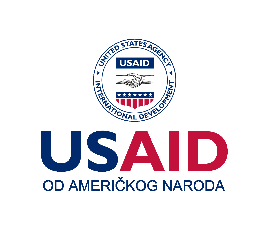 UNITED STATES AGENCY
USAID
INTERNATIONAL DEVELOPMENT
USAID
OD AMERIČKOG NARODA